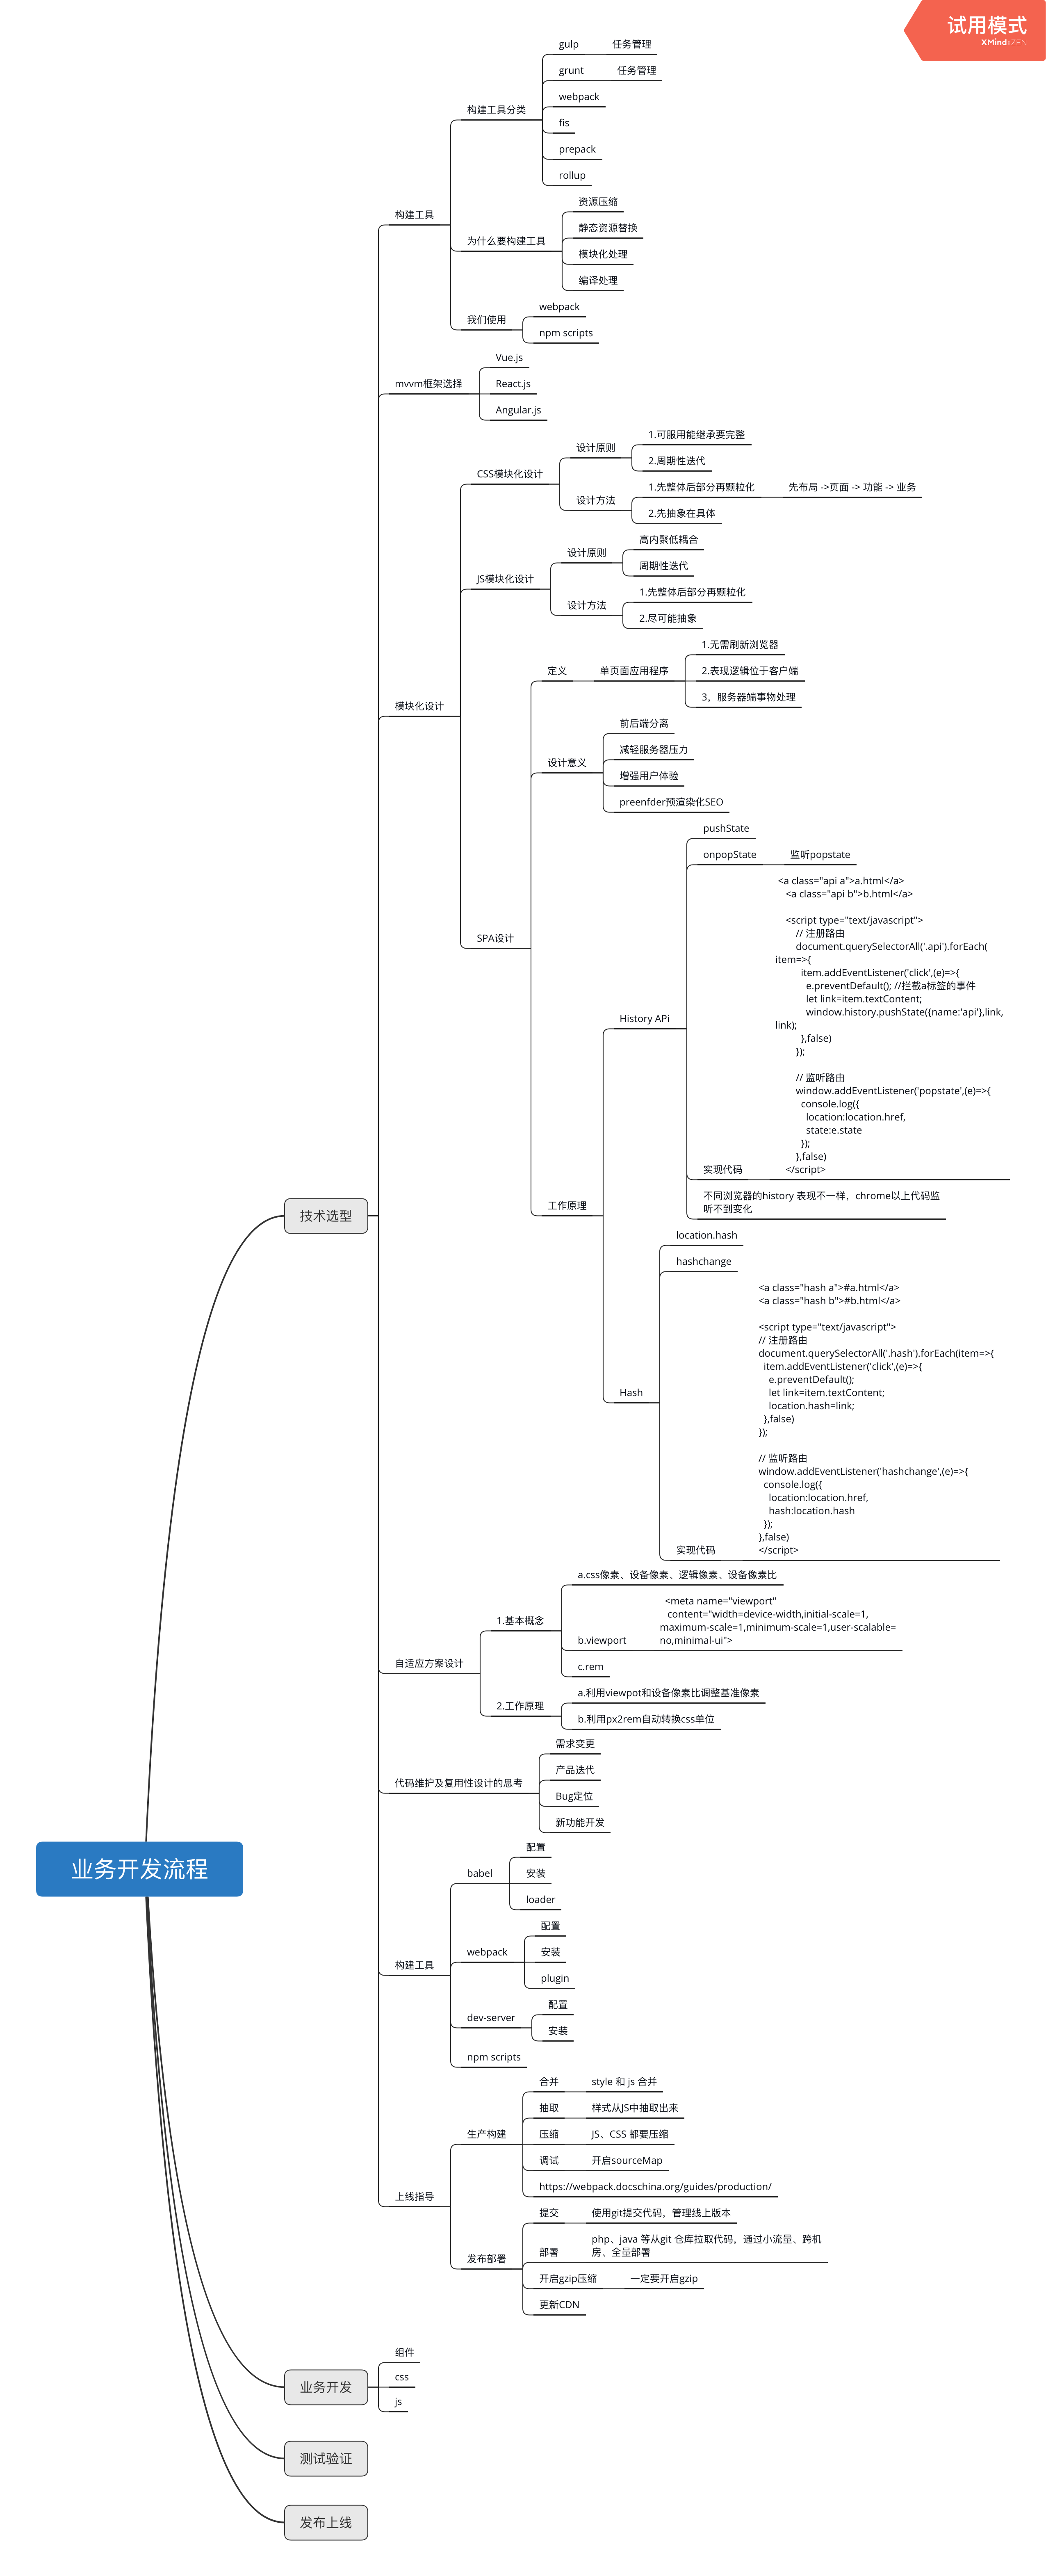 试用模式
XMind:ZEN
业务开发流程
技术选型
构建工具
构建工具分类
gulp
任务管理
grunt
任务管理
webpack
fis
prepack
rollup
为什么要构建工具
资源压缩
静态资源替换
模块化处理
编译处理
我们使用
webpack
npm scripts
mvvm框架选择
Vue.js
React.js
Angular.js
模块化设计
CSS模块化设计
设计原则
1.可服用能继承要完整
2.周期性迭代
设计方法
1.先整体后部分再颗粒化
先布局 ->页面 -> 功能 -> 业务
2.先抽象在具体
JS模块化设计
设计原则
高内聚低耦合
周期性迭代
设计方法
1.先整体后部分再颗粒化
2.尽可能抽象
SPA设计
定义
单页面应用程序
1.无需刷新浏览器
2.表现逻辑位于客户端
3，服务器端事物处理
设计意义
前后端分离
减轻服务器压力
增强用户体验
preenfder预渲染化SEO
工作原理
History APi
pushState
onpopState
监听popstate
实现代码
<a class="api a">a.html</a>
<a class="api b">b.html</a>
<script type="text/javascript">
// 注册路由
document.querySelectorAll('.api').forEach(
item=>{
item.addEventListener('click',(e)=>{
e.preventDefault(); //拦截a标签的事件
let link=item.textContent;
window.history.pushState({name:'api'},link,
link);
},false)
});
// 监听路由
window.addEventListener('popstate',(e)=>{
console.log({
location:location.href,
state:e.state
});
},false)
</script>
不同浏览器的history 表现不一样，chrome以上代码监
听不到变化
Hash
location.hash
hashchange
实现代码
<a class="hash a">#a.html</a>
<a class="hash b">#b.html</a>
<script type="text/javascript">
// 注册路由
document.querySelectorAll('.hash').forEach(item=>{
item.addEventListener('click',(e)=>{
e.preventDefault();
let link=item.textContent;
location.hash=link;
},false)
});
// 监听路由
window.addEventListener('hashchange',(e)=>{
console.log({
location:location.href,
hash:location.hash
});
},false)
</script>
自适应方案设计
1.基本概念
a.css像素、设备像素、逻辑像素、设备像素比
b.viewport
<meta name="viewport"
content="width=device-width,initial-scale=1,
maximum-scale=1,minimum-scale=1,user-scalable=
no,minimal-ui">
c.rem
2.工作原理
a.利用viewpot和设备像素比调整基准像素
b.利用px2rem自动转换css单位
代码维护及复用性设计的思考
需求变更
产品迭代
Bug定位
新功能开发
构建工具
babel
配置
安装
loader
webpack
配置
安装
plugin
dev-server
配置
安装
npm scripts
上线指导
生产构建
合并
style 和 js 合并
抽取
样式从JS中抽取出来
压缩
JS、CSS 都要压缩
调试
开启sourceMap
https://webpack.docschina.org/guides/production/
发布部署
提交
使用git提交代码，管理线上版本
部署
php、java 等从git 仓库拉取代码，通过小流量、跨机
房、全量部署
开启gzip压缩
一定要开启gzip
更新CDN
业务开发
组件
css
js
测试验证
发布上线